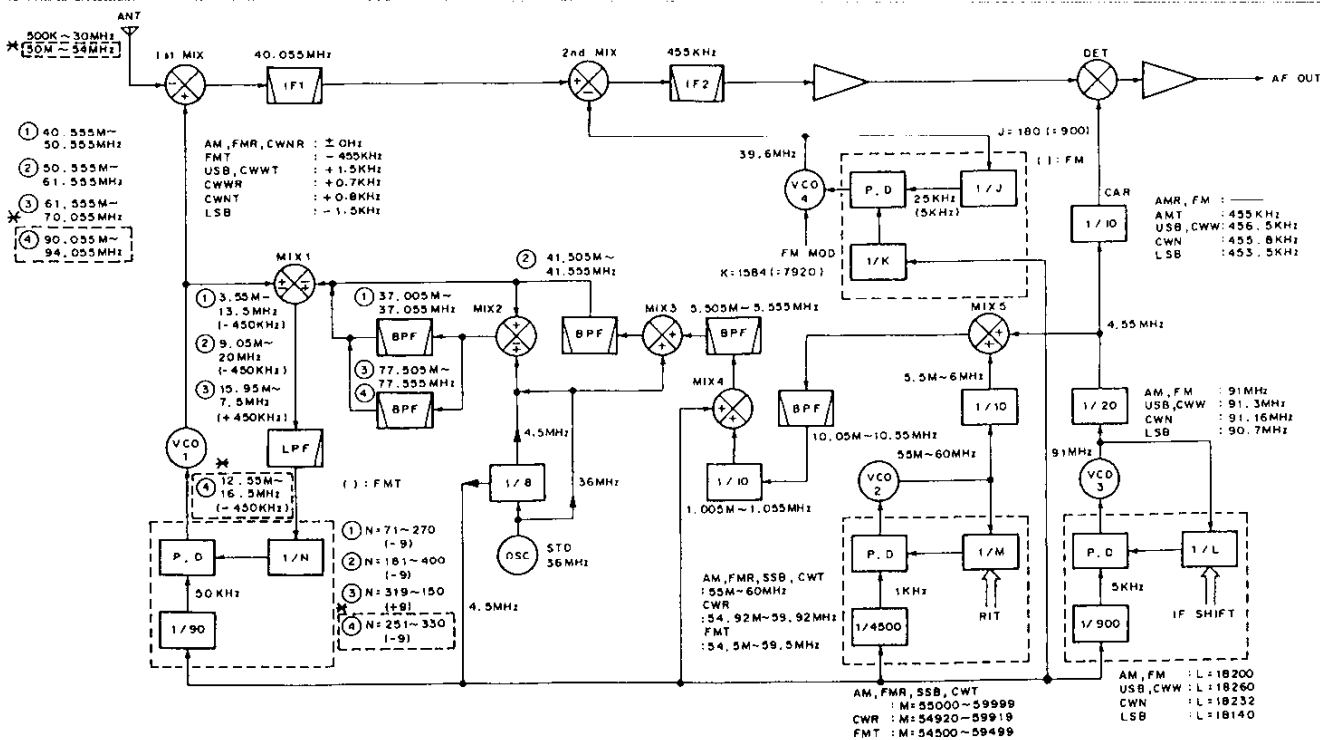 ANT
500K~30MHz
* 50M~54MHz
1st MIX
40.055MHz
IF1
2nd MIX
455KHz
IF2
DET
AF OUT
① 40.555M~
50.555MHz
② 50.555M~
61.555MHz
③ 61.555M~
70.055MHz
*
④ 90.055M~
94.055MHz
AM,FMR,CWNR : ±0Hz
FMT : -455KHz
USB,CWWT : +1.5KHz
CWWR : +0.7KHz
CWNT : +0.8KHz
LSB : -1.5KHz
J=180 (=900)
39.6MHz
( ) : FM
VCO
4
P.D
25KHz
(5KHz)
1/J
FM MOD
1/K
K=1584(=7920)
CAR
1/10
AMR, FM : ——
AMT : 455KHz
USB,CWW : 456.5KHz
CWN : 455.8KHz
LSB : 453.5KHz
MIX1
① 3.55M-
13.5MHz
(-450KHz)
② 9.05M~
20MHz
(-450KHz)
③ 15.95M~
7.5MHz
(+450KHz)
① 37.005M~
37.055MHz
BPF
③ 77.505M~
④ 77.555MHz
BPF
MIX2
② 41.505M~
41.555MHz
BPF
MIX3
5.505M~5.555MHz
BPF
MIX4
MIX5
4.55MHz
BPF
5.5M~6MHz
1/10
10.05M~10.55MHz
1/10
1.005M~1.055MHz
55M~60MHz
1/20
AM, FM : 91MHz
USB,CWW : 91.3MHz
CWN : 91.16MHz
LSB : 90.7MHz
VCO
1
LPF
*
④ 12.55M~
16.5MHz
(-450KHz)
( ) : FMT
4.5MHz
1/8
36MHz
OSC
STD
36MHz
VCO
2
91MHz
VCO
3
P.D
1/N
50KHz
1/90
① N=71~270
(-9)
② N=181~400
(-9)
③ N=319~150
(+9)
*
④ N=251~330
(-9)
4.5MHz
AM,FMR,SSB,CWT
:55M~60MHz
CWR
:54.92M~59.92MHz
FMT
:54.5M~59.5MHz
P.D
1/M
1KHz
1/4500
RIT
P.D
1/L
5KHz
1/900
IF SHIFT
AM,FMR,SSB,CWT
: M=55000~59999
CWR : M=54920~59919
FMT : M=54500~59499
AM,FM : L=18200
USB,CWW : L=18260
CWN : L=18232
LSB : L=18140